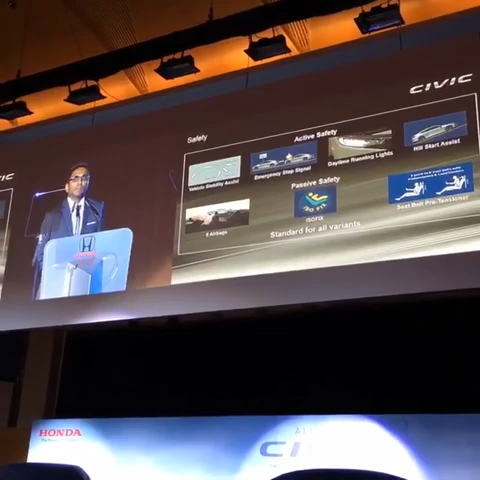 CIVIC
Safety
Active Safety
Vehicle Stability Assist
Emergency Stop Signal
Daytime Running Lights
Hill Start Assist
Passive Safety
6 Airbags
ISOFIX
Seat Belt Pre-Tensioner
Standard for all variants
HONDA
HONDA